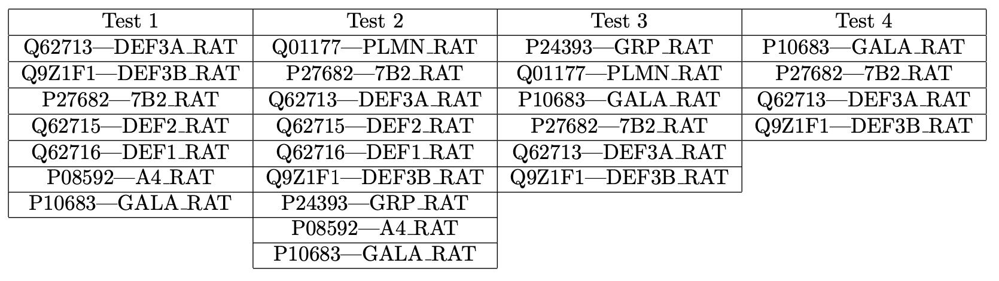 Test 1 Test 2 Test 3 Test 4
Q62713—DEF3A_RAT Q01177—PLMN_RAT P24393—GRP_RAT P10683—GALA_RAT
Q9Z1F1—DEF3B_RAT P27682—7B2_RAT Q01177—PLMN_RAT P27682—7B2_RAT
P27682—7B2_RAT Q62713—DEF3A_RAT P10683—GALA_RAT Q62713—DEF3A_RAT
Q62715—DEF2_RAT Q62715—DEF2_RAT P27682—7B2_RAT Q9Z1F1—DEF3B_RAT
Q62716—DEF1_RAT Q62716—DEF1_RAT Q62713—DEF3A_RAT
P08592—A4_RAT Q9Z1F1—DEF3B_RAT Q9Z1F1—DEF3B_RAT
P10683—GALA_RAT P24393—GRP_RAT
P08592—A4_RAT
P10683—GALA_RAT